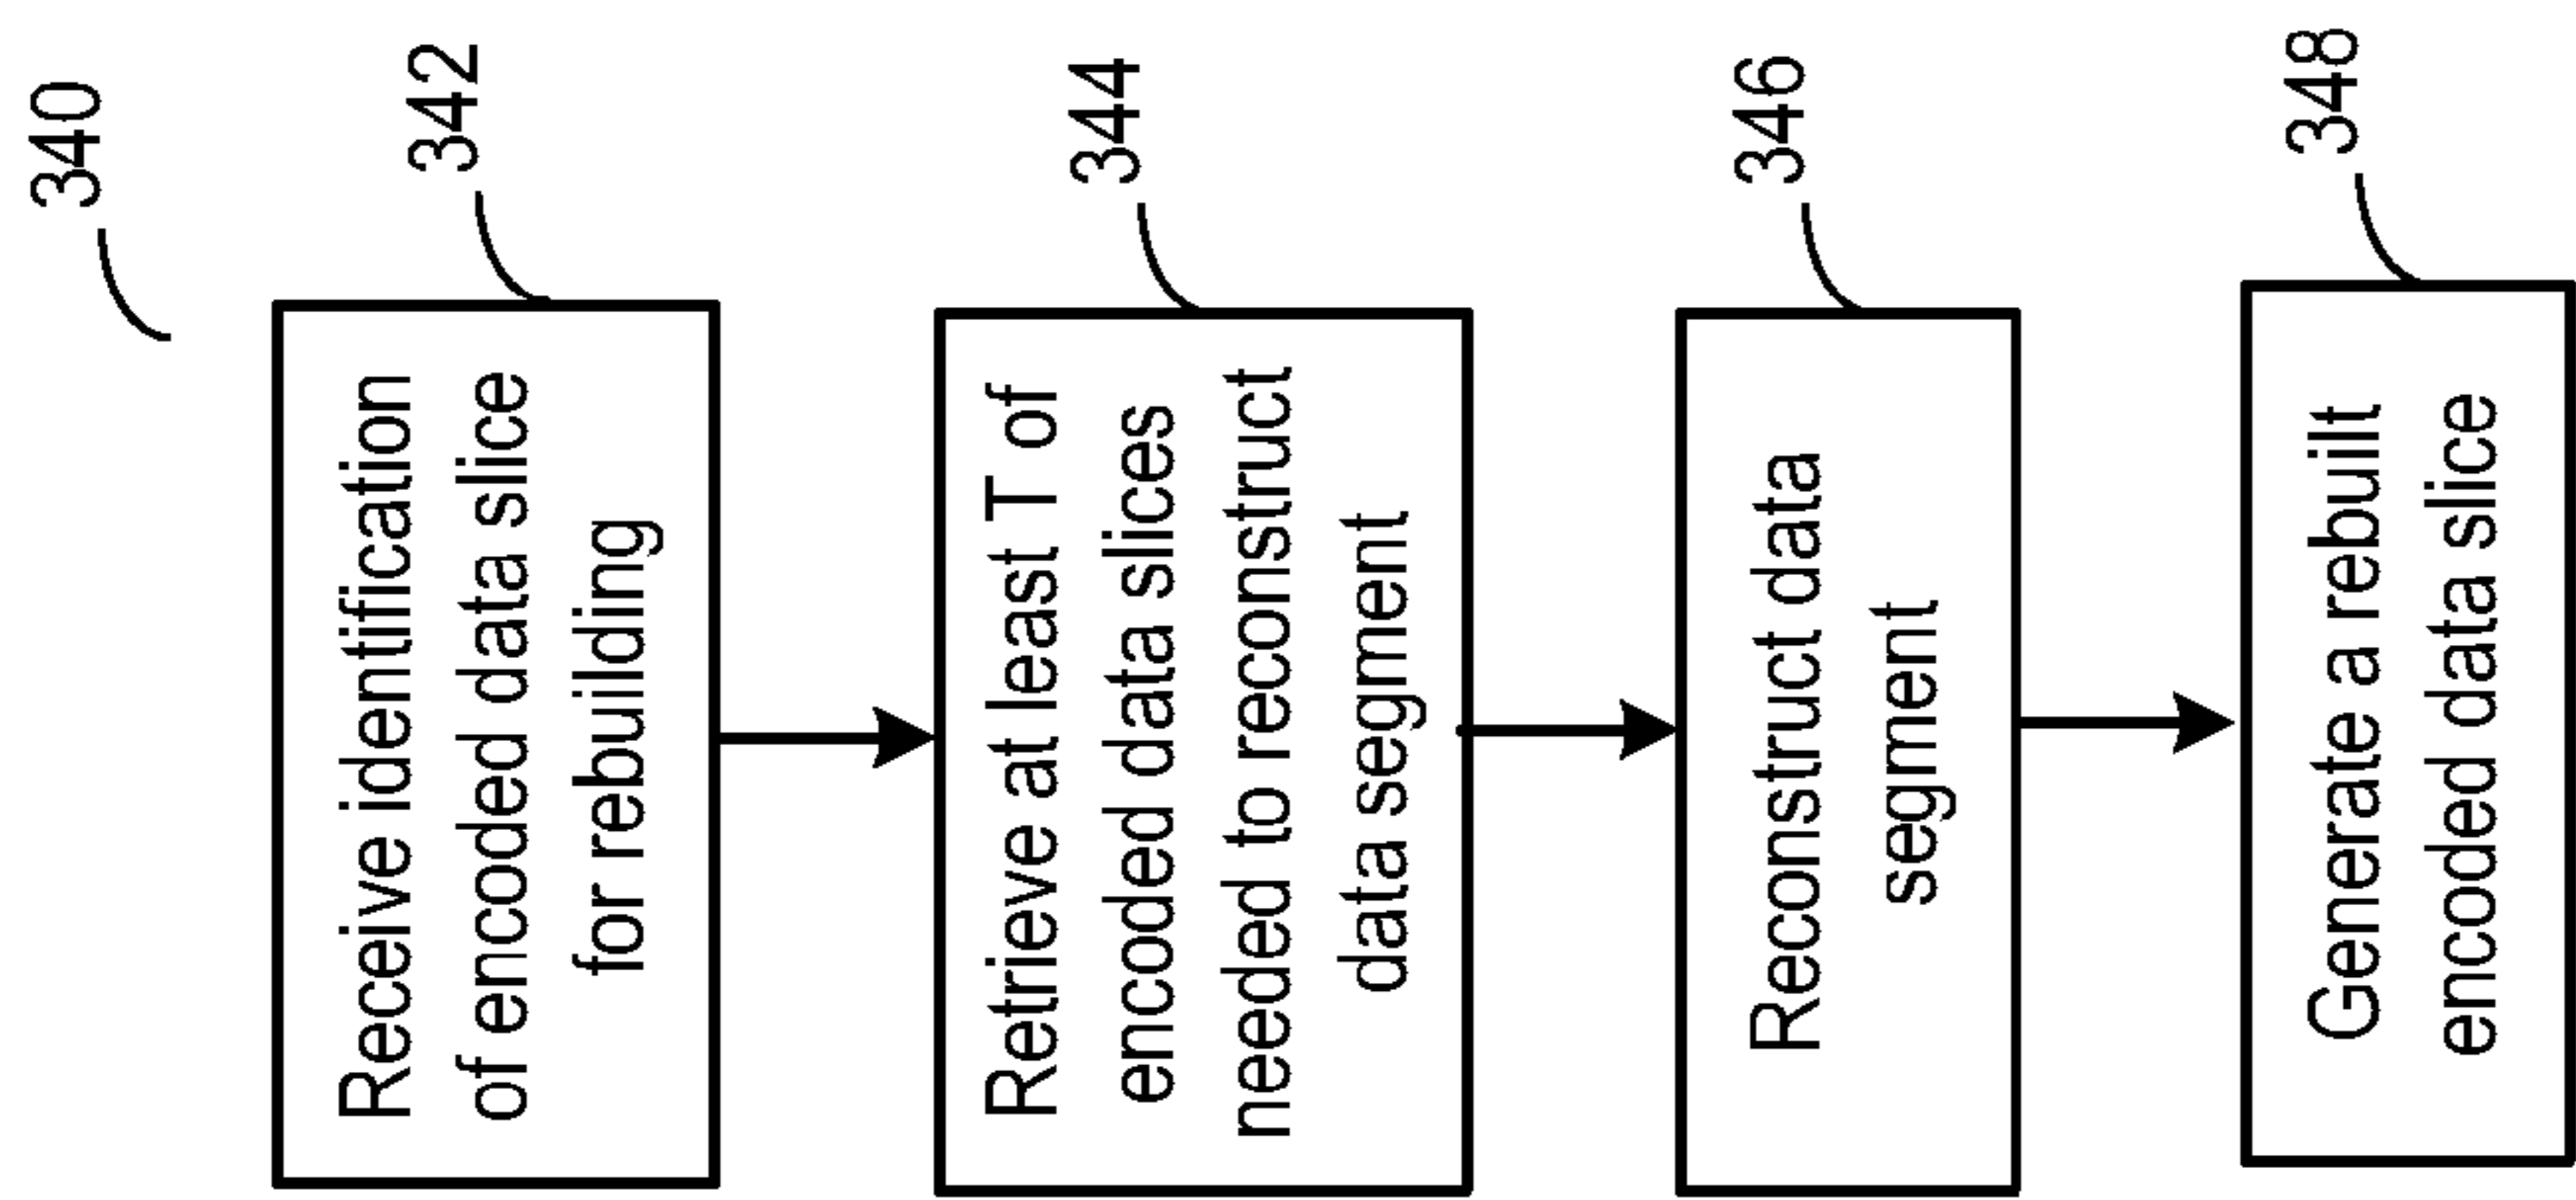 340
342
Receive identification
of encoded data slice
for rebuilding
344
Retrieve at least T of
encoded data slices
needed to reconstruct
data segment
346
Reconstruct data
segment
348
Generate a rebuilt
encoded data slice